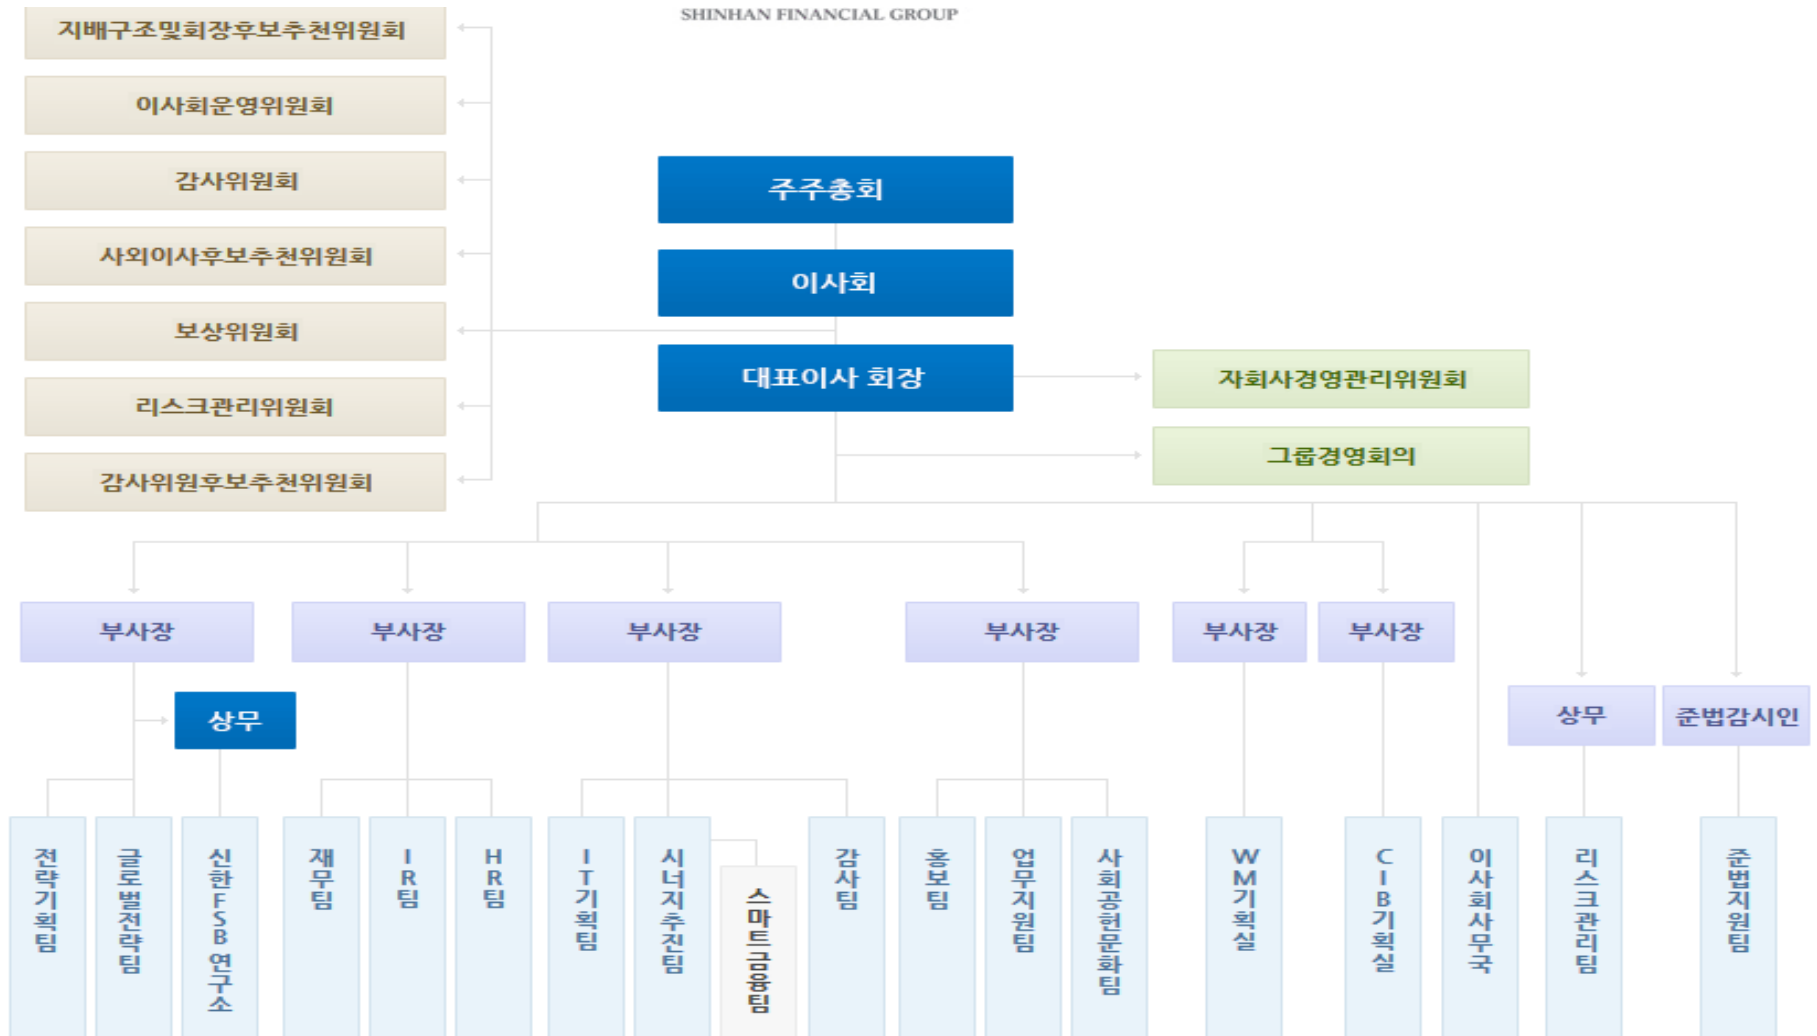 SHINHAN FINANCIAL GROUP
지배구조및회장후보추천위원회
이사회운영위원회
감사위원회
사외이사후보추천위원회
보상위원회
리스크관리위원회
감사위원후보추천위원회
주주총회
이사회
대표이사 회장
자회사경영관리위원회
그룹경영회의
부사장
부사장
부사장
부사장
부사장
부사장
상무
상무
준법감시인
전략기획팀
글로벌전략팀
신한FSB연구소
재무팀
IR팀
HR팀
IT기획팀
시너지추진팀
스마트금융팀
감사팀
홍보팀
업무지원팀
사회공헌문화팀
WM기획실
CIB기획실
이사회사무국
리스크관리팀
준법지원팀